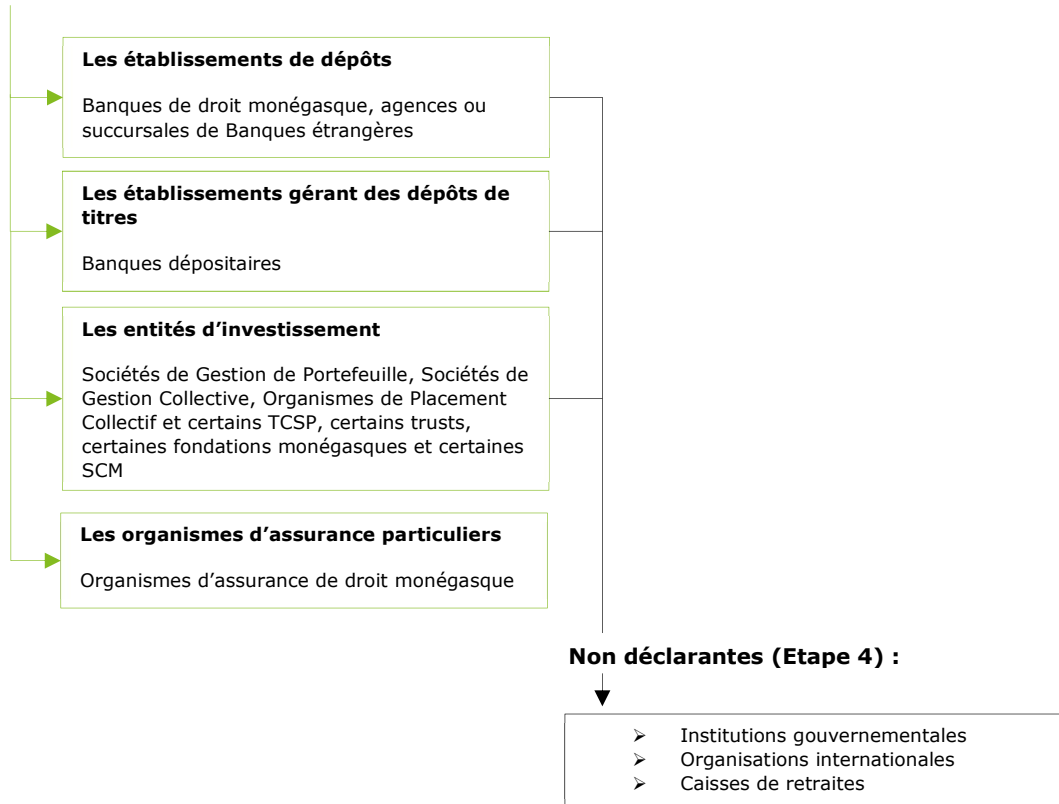 Les établissements de dépôts
Banques de droit monégasque, agences ou
succursales de Banques étrangères
Les établissements gérant des dépôts de
titres
Banques dépositaires
Les entités d’investissement
Sociétés de Gestion de Portefeuille, Sociétés de
Gestion Collective, Organismes de Placement
Collectif et certains TCSP, certains trusts,
certaines fondations monégasques et certaines
SCM
Les organismes d’assurance particuliers
Organismes d’assurance de droit monégasque
Non déclarantes (Etape 4) :
➢ Institutions gouvernementales
➢ Organisations internationales
➢ Caisses de retraites